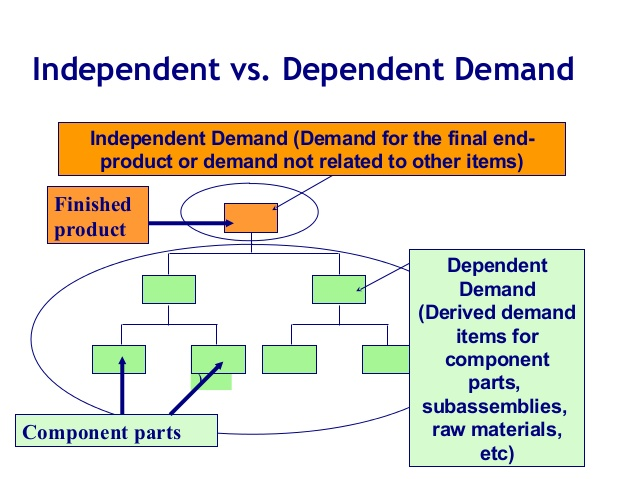 Independent vs. Dependent Demand
Independent Demand (Demand for the final end-
product or demand not related to other items)
Finished
product
Dependent
Demand
(Derived demand
items for
component
parts,
subassemblies,
raw materials,
etc)
)
Component parts